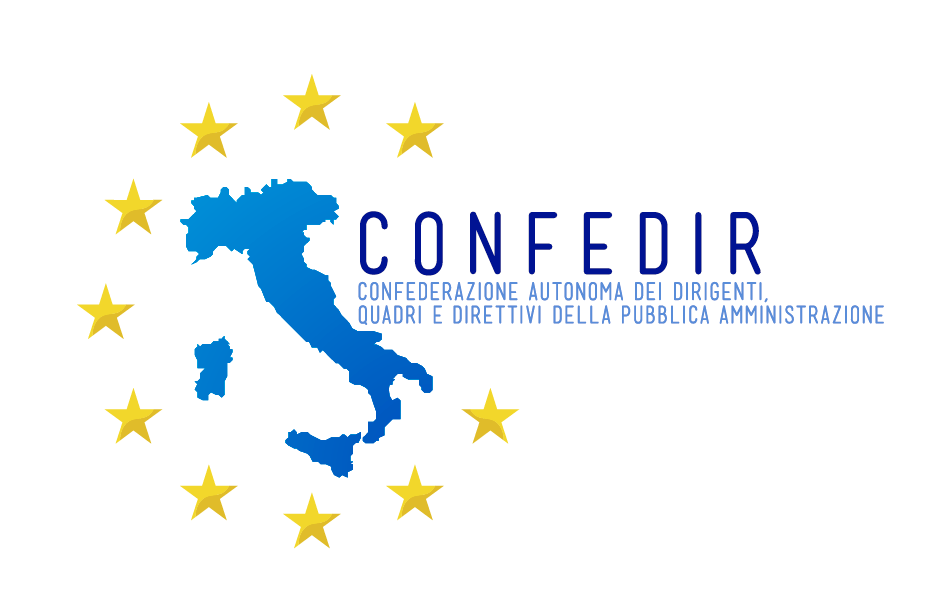 CONFEDIR
CONFEDERAZIONE AUTONOMA DEI DIRIGENTI,
QUADRI E DIRETTIVI DELLA PUBBLICA AMMINISTRAZIONE